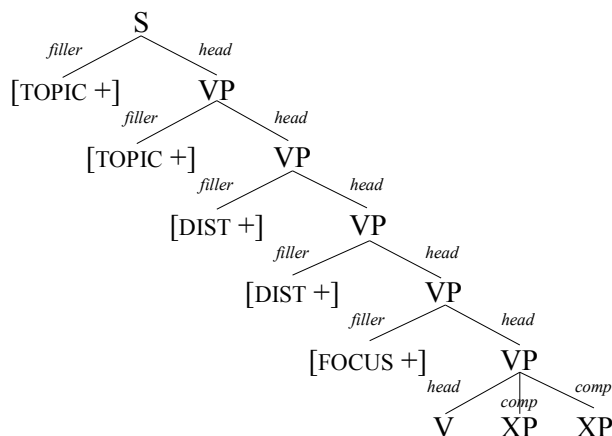 S
filler head
[TOPIC +] VP
filler head
[TOPIC +] VP
filler head
[DIST +] VP
filler head
[DIST +] VP
filler head
[FOCUS +] VP
head comp comp
V XP XP